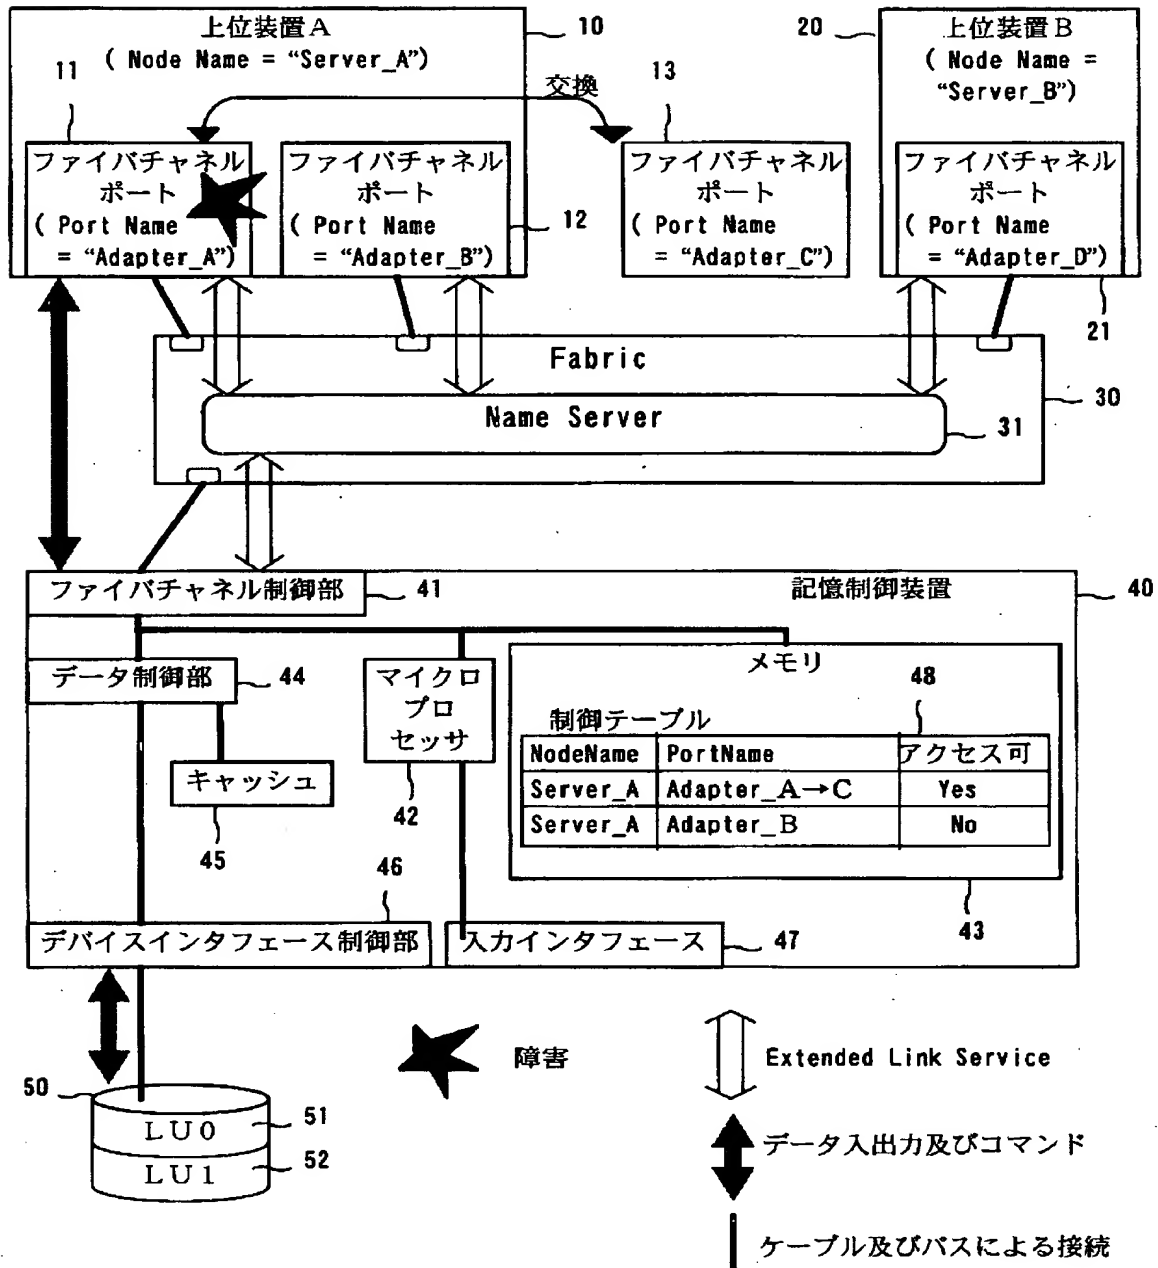 上位装置A
( Node Name = “Server_A”)
10
20
上位装置B
( Node Name =
“Server_B”)
11
交換
13
ファイバチャネル
ポート
( Port Name
= “Adapter_A”)
ファイバチャネル
ポート
( Port Name
= “Adapter_B”)
12
ファイバチャネル
ポート
( Port Name
= “Adapter_C”)
ファイバチャネル
ポート
( Port Name
= “Adapter_D”)
21
Fabric
30
Name Server
31
ファイバチャネル制御部
41
記憶制御装置
40
データ制御部
44
マイクロ
プロ
セッサ
42
キャッシュ
45
メモリ
48
制御テーブル
NodeName PortName アクセス可
Server_A Adapter_A→C Yes
Server_A Adapter_B No
43
46
デバイスインタフェース制御部
入力インタフェース
47
50
LU0
51
LU1
52
障害
Extended Link Service
データ入出力及びコマンド
ケーブル及びバスによる接続